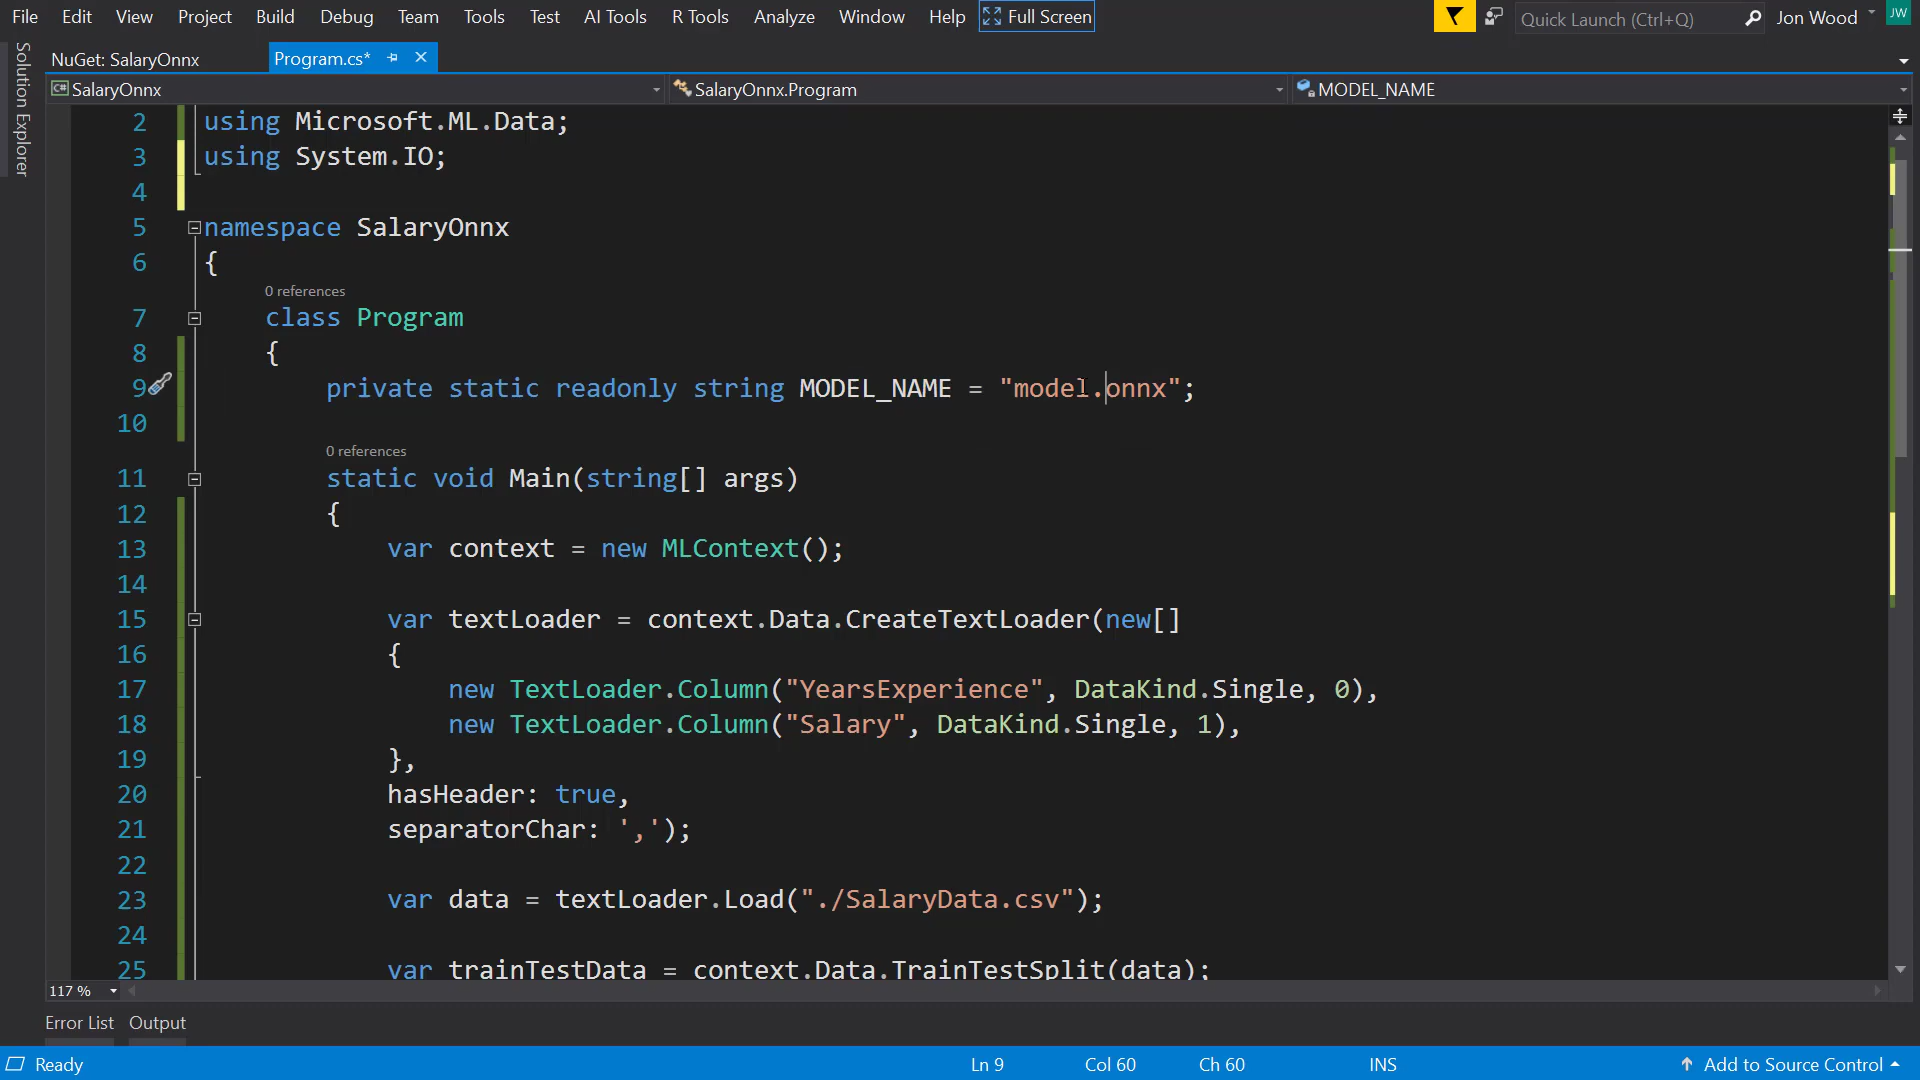 File Edit View Project Build Debug Team Tools Test AI Tools R Tools Analyze Window Help Full Screen Quick Launch (Ctrl+Q) Jon Wood JW
NuGet: SalaryOnnx Program.cs*
Solution Explorer
SalaryOnnx SalaryOnnx.Program MODEL_NAME
2 using Microsoft.ML.Data;
3 using System.IO;
4
5 namespace SalaryOnnx
6 {
0 references
7 class Program
8 {
9 private static readonly string MODEL_NAME = "model.onnx";
10
0 references
11 static void Main(string[] args)
12 {
13 var context = new MLContext();
14
15 var textLoader = context.Data.CreateTextLoader(new[]
16 {
17 new TextLoader.Column("YearsExperience", DataKind.Single, 0),
18 new TextLoader.Column("Salary", DataKind.Single, 1),
19 },
20 hasHeader: true,
21 separatorChar: ',');
22
23 var data = textLoader.Load("./SalaryData.csv");
24
25 var trainTestData = context.Data.TrainTestSplit(data);
117 %
Error List Output
Ready Ln 9 Col 60 Ch 60 INS Add to Source Control